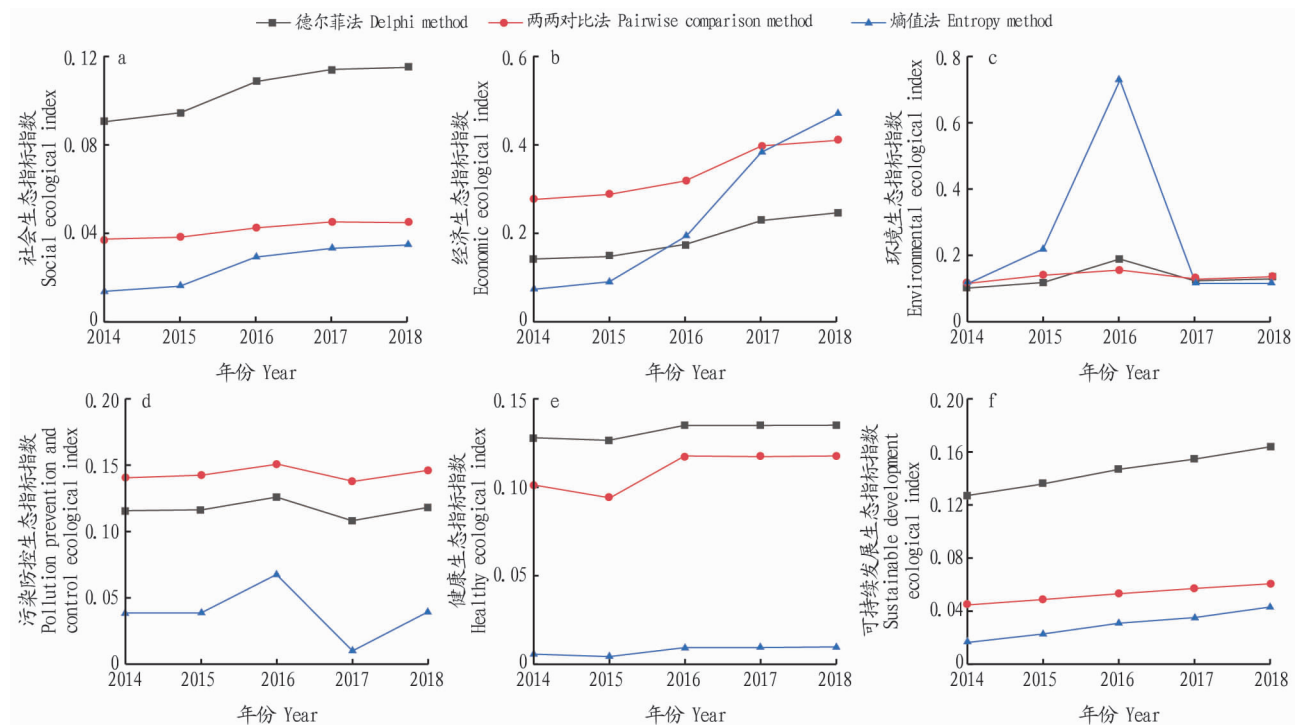 德尔菲法 Delphi method 两两对比法 Pairwise comparison method 熵值法 Entropy method
a
社会生态指标指数
Social ecological index
0.12
0.08
0.04
0
2014 2015 2016 2017 2018
年份 Year
b
经济生态指标指数
Economic ecological index
0.6
0.4
0.2
0
2014 2015 2016 2017 2018
年份 Year
c
环境生态指标指数
Environmental ecological index
0.8
0.6
0.4
0.2
0
2014 2015 2016 2017 2018
年份 Year
d
污染防控生态指标指数
Pollution prevention and
control ecological index
0.20
0.15
0.10
0.05
0
2014 2015 2016 2017 2018
年份 Year
e
健康生态指标指数
Healthy ecological index
0.15
0.10
0.05
0
2014 2015 2016 2017 2018
年份 Year
f
可持续发展生态指标指数
Sustainable development
ecological index
0.20
0.16
0.12
0.08
0.04
0
2014 2015 2016 2017 2018
年份 Year